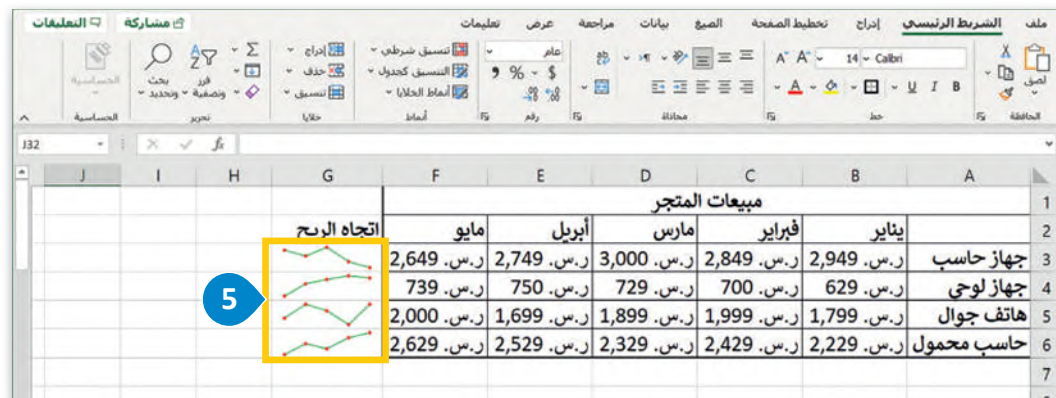 ملف الشريط الرئيسي إدراج تخطيط الصفحة الصيغ بيانات مراجعة عرض تعليمات مشاركة التعليقات
لصق
Calibri 14
A A
B I U A
ab
عام
$ % 9
تنسيق شرطي
التنسيق كجدول
أنماط الخلايا
إدراج
حذف
تنسيق
فرز وتصفية
بحث وتحديد
الحساسية
الحافظة خط محاذاة رقم أنماط خلايا تحرير الحساسية
J32 fx
A B C D E F G H I J
1 مبيعات المتجر
2 يناير فبراير مارس أبريل مايو اتجاه الربح
3 جهاز حاسب ر.س. 2,949 ر.س. 2,849 ر.س. 3,000 ر.س. 2,749 ر.س. 2,649
4 جهاز لوحي ر.س. 629 ر.س. 700 ر.س. 729 ر.س. 750 ر.س. 739
5 هاتف جوال ر.س. 1,799 ر.س. 1,999 ر.س. 1,899 ر.س. 1,699 ر.س. 2,000
6 حاسب محمول ر.س. 2,229 ر.س. 2,429 ر.س. 2,329 ر.س. 2,529 ر.س. 2,629
7
5